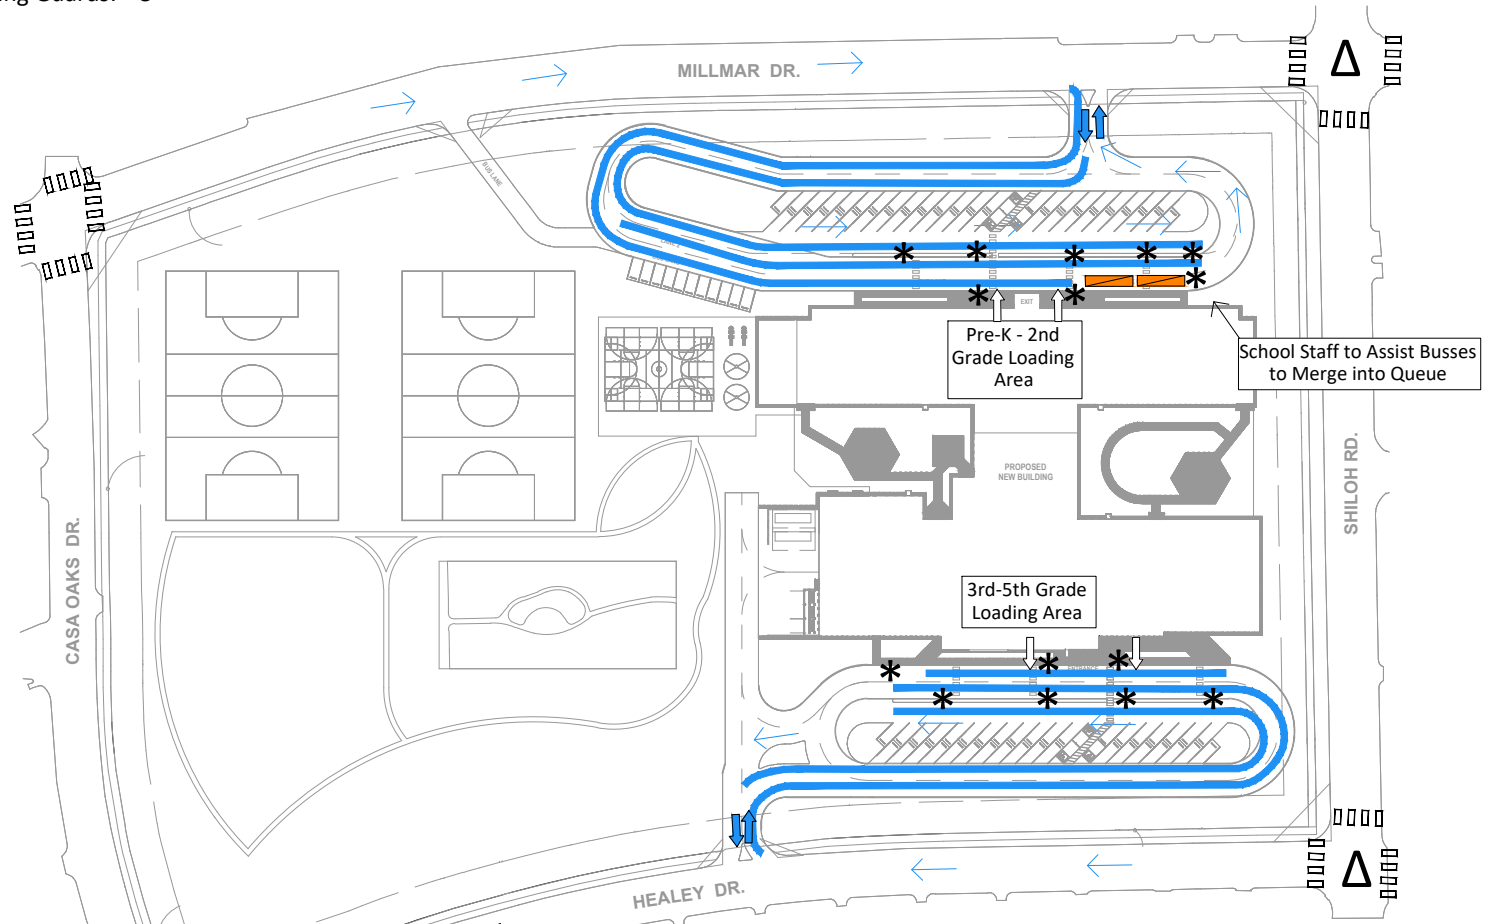 MILLMAR DR.
BUS LANE
EXIT
Pre-K - 2nd
Grade Loading
Area
School Staff to Assist Busses
to Merge into Queue
PROPOSED
NEW BUILDING
SHILOH RD.
CASA OAKS DR.
3rd-5th Grade
Loading Area
ENTRANCE
HEALEY DR.